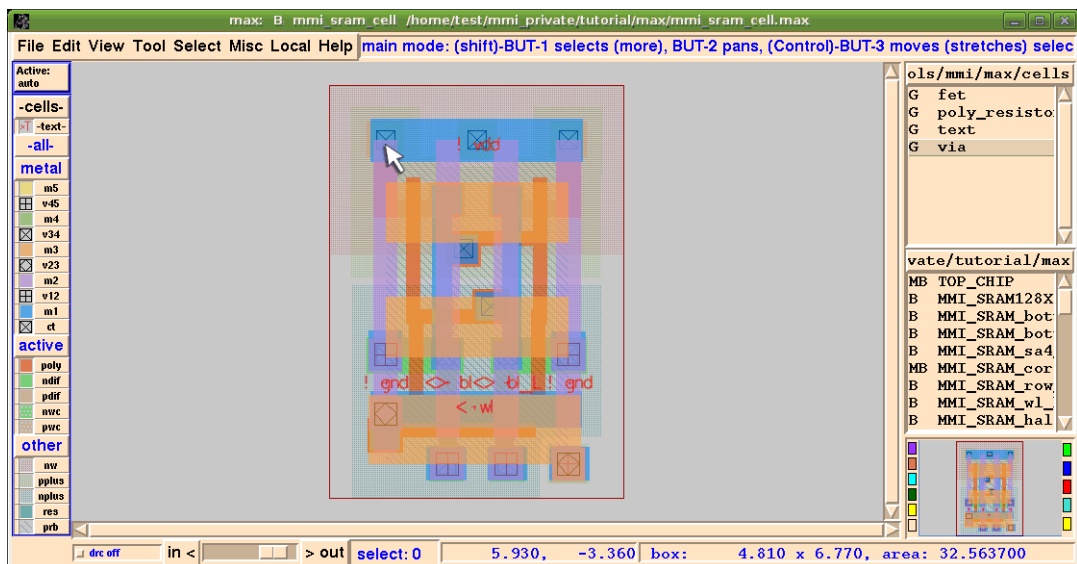 max: B mmi_sram_cell /home/test/mmi_private/tutorial/max/mmi_sram_cell.max
File Edit View Tool Select Misc Local Help
main mode: (shift)-BUT-1 selects (more), BUT-2 pans, (Control)-BUT-3 moves (stretches) selec
Active:
auto
-cells-
>T -text-
-all-
metal
m5
v45
m4
v34
m3
v23
m2
v12
m1
ct
active
poly
ndif
pdif
nwc
pwc
other
nw
pplus
nplus
res
prb
! vdd
! gnd <> bl <> bl_L ! gnd
< + wl
ols/mmi/max/cells
G fet
G poly_resisto
G text
G via
vate/tutorial/max
MB TOP_CHIP
B MMI_SRAM128X
B MMI_SRAM_bot
B MMI_SRAM_bot
B MMI_SRAM_sa4
MB MMI_SRAM_cor
B MMI_SRAM_row
B MMI_SRAM_wl_
B MMI_SRAM_hal
drc off
in <
> out
select: 0
5.930, -3.360
box: 4.810 x 6.770, area: 32.563700